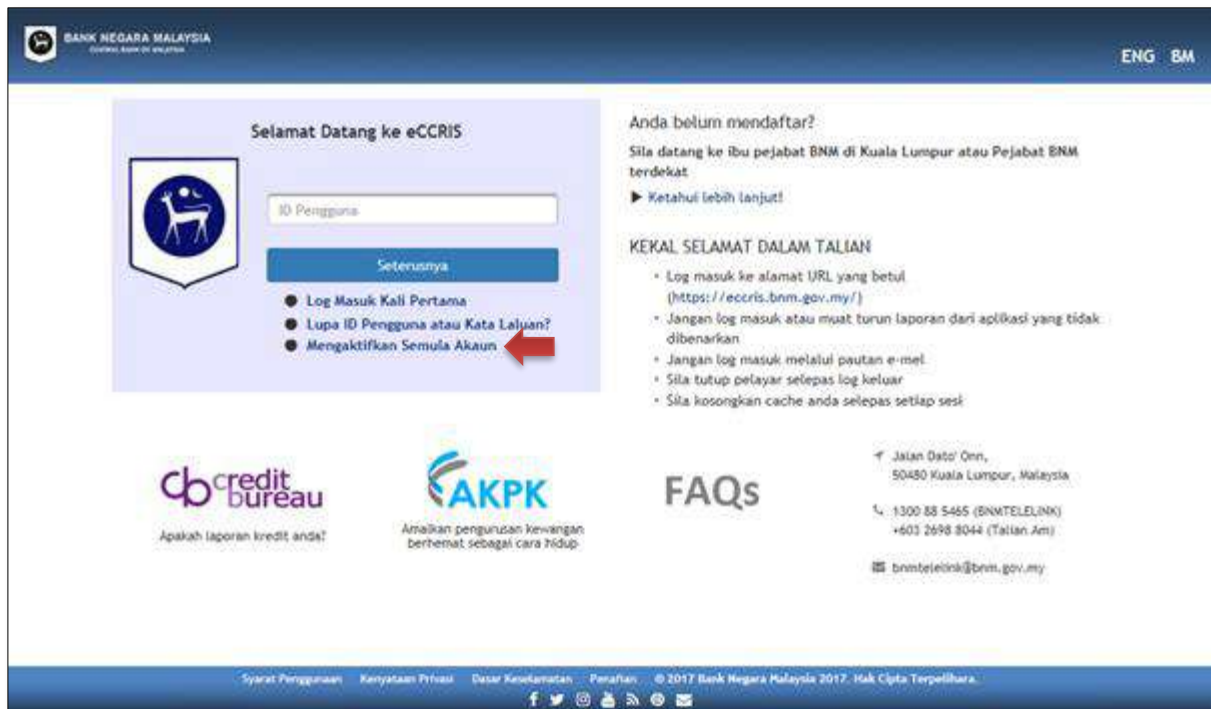 BANK NEGARA MALAYSIA
CENTRAL BANK OF MALAYSIA
ENG BM
Selamat Datang ke eCCRIS
ID Pengguna
Seterusnya
Log Masuk Kali Pertama
Lupa ID Pengguna atau Kata Laluan?
Mengaktifkan Semula Akaun
Anda belum mendaftar?
Sila datang ke ibu pejabat BNM di Kuala Lumpur atau Pejabat BNM
terdekat
Ketahui lebih lanjut!
KEKAL SELAMAT DALAM TALIAN
Log masuk ke alamat URL yang betul
(https://eccris.bnm.gov.my/)
Jangan log masuk atau muat turun laporan dari aplikasi yang tidak
dibenarkan
Jangan log masuk melalui pautan e-mel
Sila tutup pelayar selepas log keluar
Sila kosongkan cache anda selepas setiap sesi
cb credit
bureau
Apakah laporan kredit anda?
AKPK
Amalkan pengurusan kewangan
berhemat sebagai cara hidup
FAQs
Jalan Dato' Onn,
50480 Kuala Lumpur, Malaysia
1300 88 5465 (BNMTELELINK)
+603 2698 8044 (Talian Am)
bnmtelelink@bnm.gov.my
Syarat Penggunaan Kenyataan Privasi Dasar Keselamatan Penafian © 2017 Bank Negara Malaysia 2017. Hak Cipta Terpelihara.